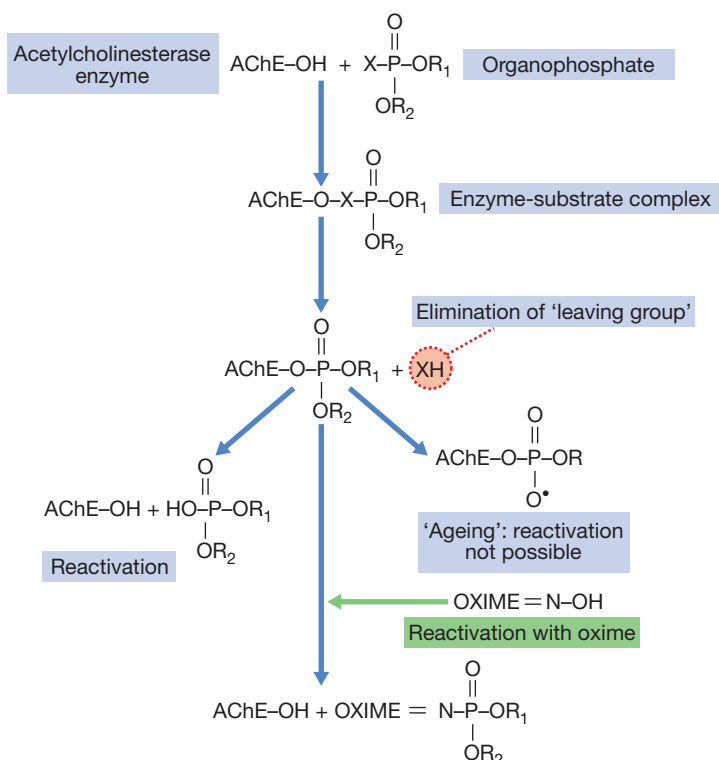 Acetylcholinesterase
enzyme
O
||
AChE–OH + X–P–OR₁
|
OR₂
Organophosphate
O
||
AChE–O–X–P–OR₁
|
OR₂
Enzyme-substrate complex
Elimination of ‘leaving group’
O
||
AChE–O–P–OR₁ + XH
|
OR₂
O
||
AChE–OH + HO–P–OR₁
|
OR₂
Reactivation
O
||
AChE–O–P–OR
|
O•
‘Ageing’: reactivation
not possible
OXIME = N–OH
Reactivation with oxime
O
||
AChE–OH + OXIME = N–P–OR₁
|
OR₂